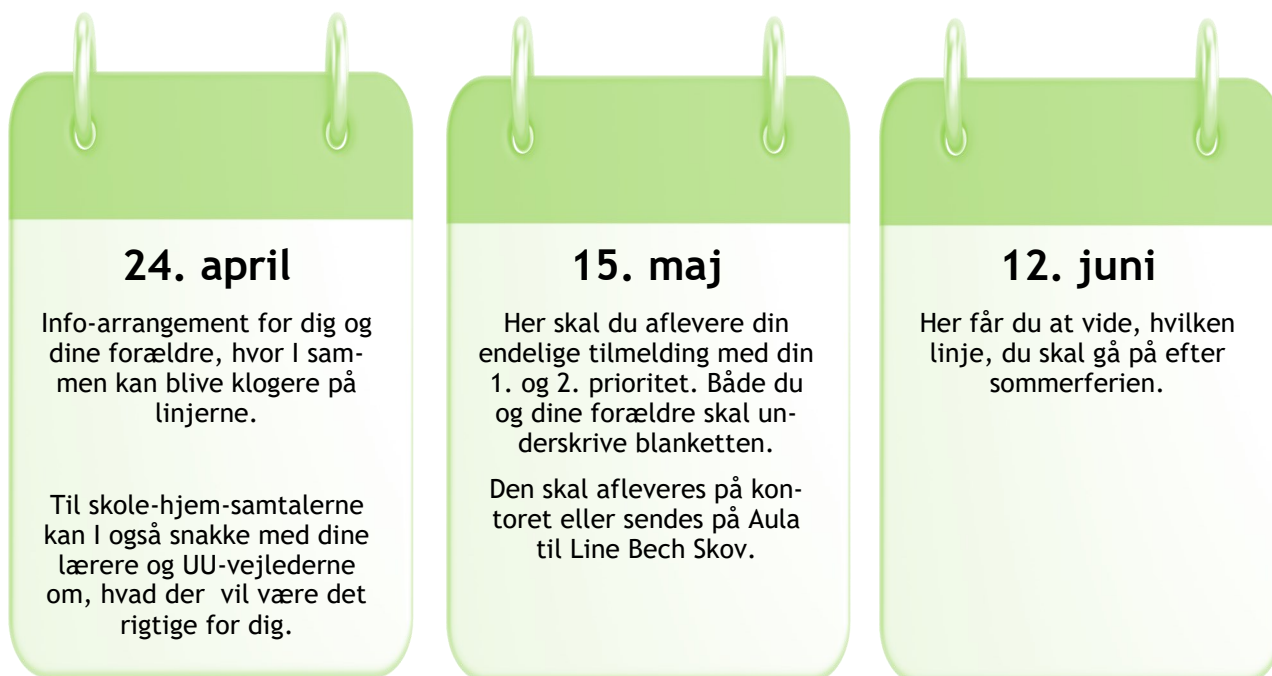 24. april
Info-arrangement for dig og
dine forældre, hvor I sam-
men kan blive klogere på
linjerne.
Til skole-hjem-samtalerne
kan I også snakke med dine
lærere og UU-vejlederne
om, hvad der  vil være det
rigtige for dig.
15. maj
Her skal du aflevere din
endelige tilmelding med din
1. og 2. prioritet. Både du
og dine forældre skal un-
derskrive blanketten.
Den skal afleveres på kon-
toret eller sendes på Aula
til Line Bech Skov.
12. juni
Her får du at vide, hvilken
linje, du skal gå på efter
sommerferien.